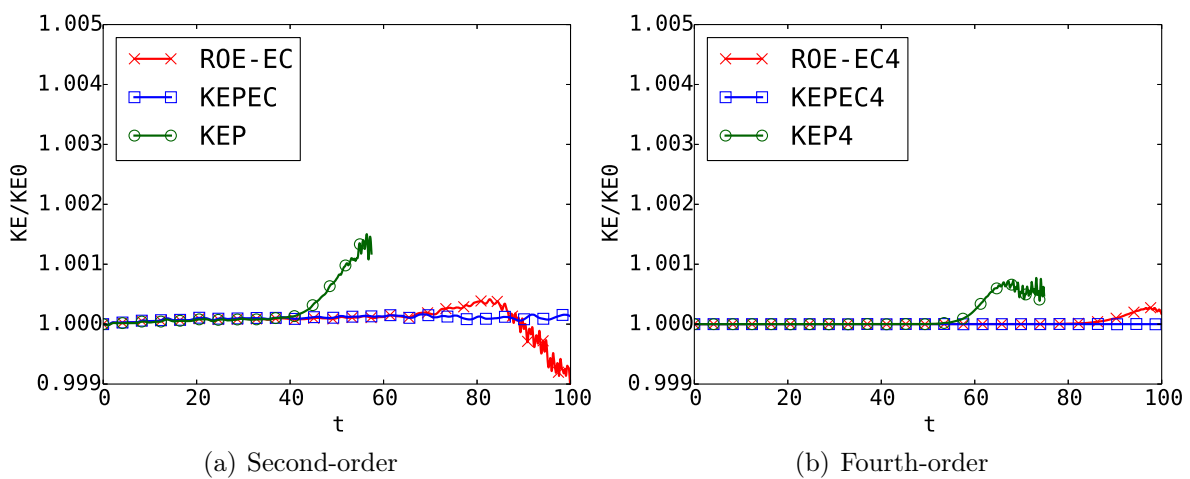 1.005
1.004
1.003
1.002
1.001
1.000
0.999
KE/KE0
ROE-EC
KEPEC
KEP
0 20 40 60 80 100
t
(a) Second-order
1.005
1.004
1.003
1.002
1.001
1.000
0.999
KE/KE0
ROE-EC4
KEPEC4
KEP4
0 20 40 60 80 100
t
(b) Fourth-order